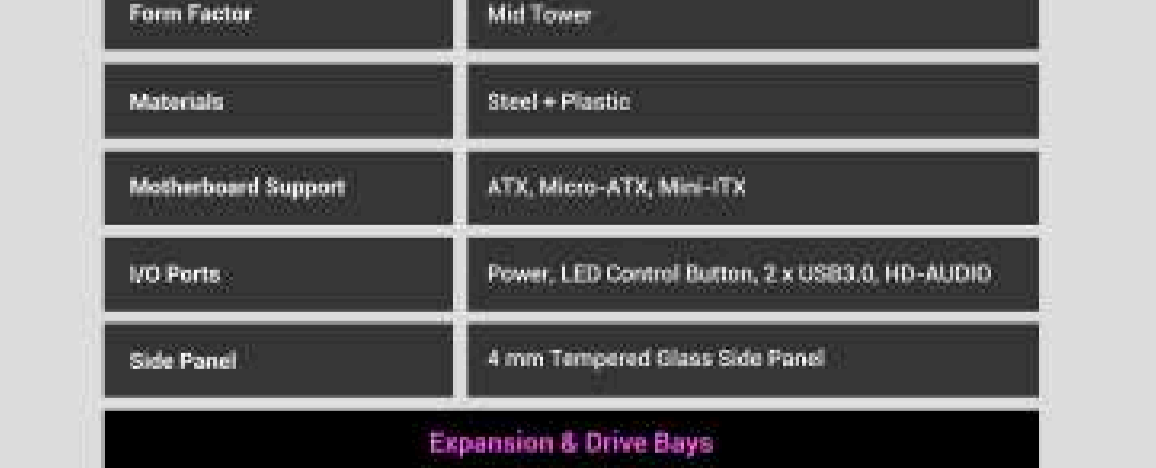 Form Factor Mid Tower
Materials Steel + Plastic
Motherboard Support ATX, Micro-ATX, Mini-ITX
I/O Ports Power, LED Control Button, 2 x USB3.0, HD-AUDIO
Side Panel 4 mm Tempered Glass Side Panel
Expansion & Drive Bays